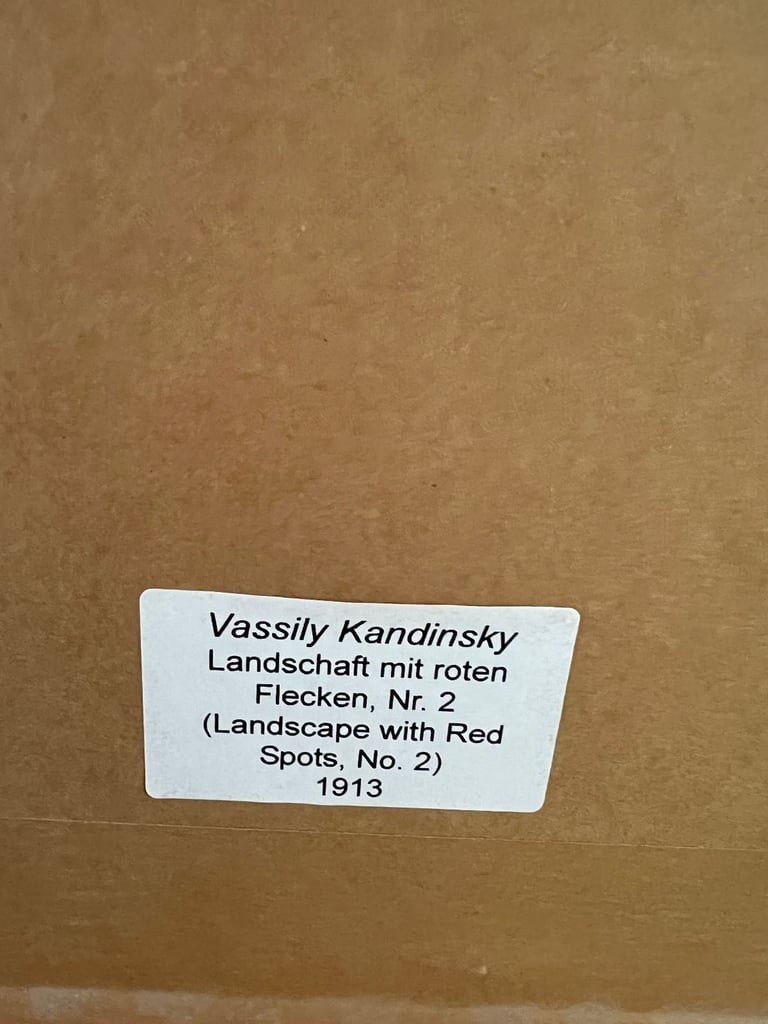 Vassily Kandinsky
Landschaft mit roten
Flecken, Nr. 2
(Landscape with Red
Spots, No. 2)
1913